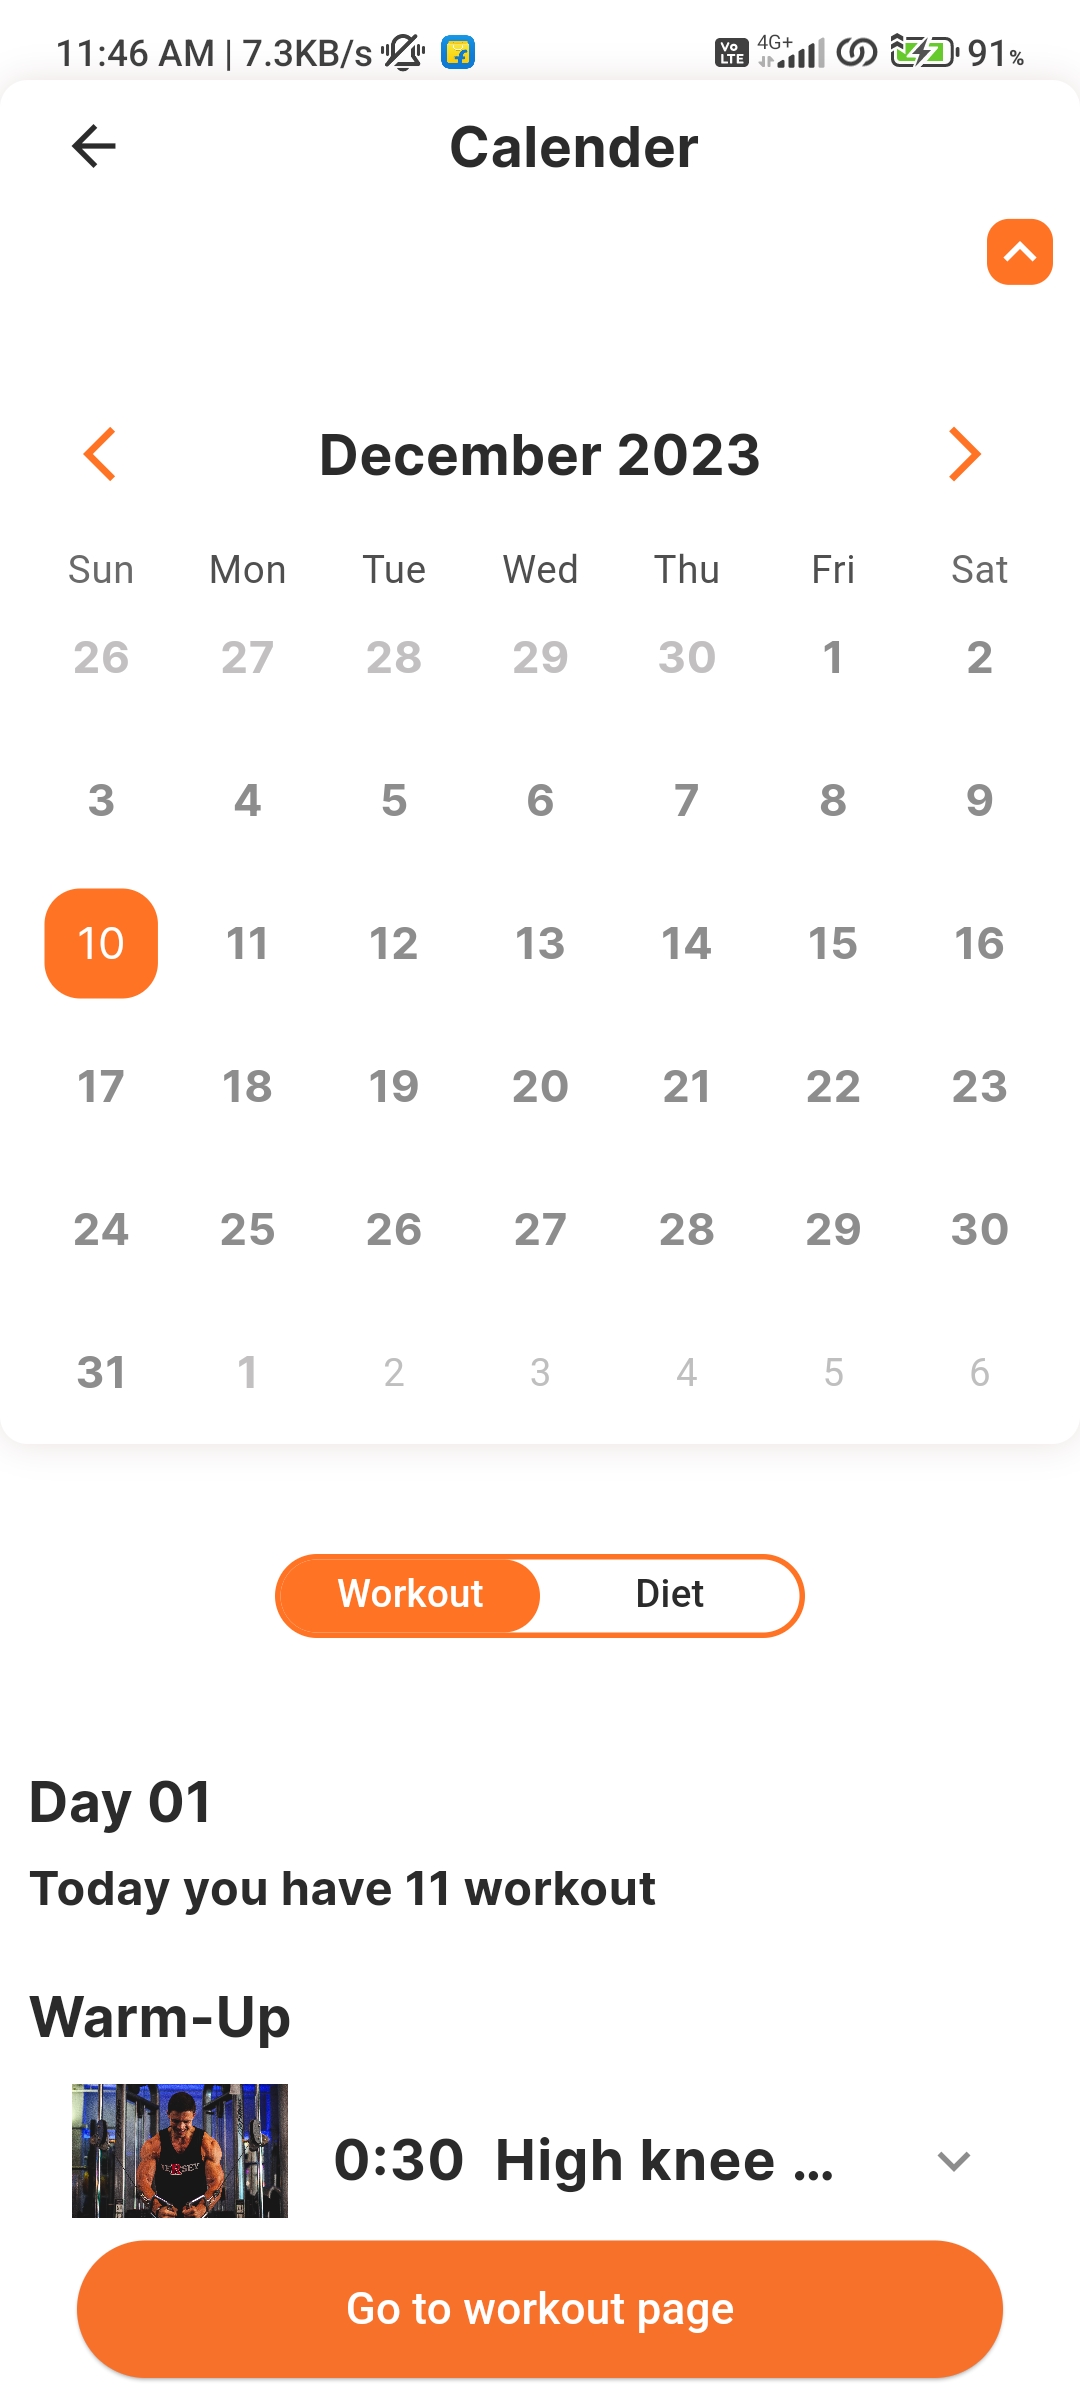 11:46 AM | 7.3KB/s Vo LTE 4G+ 91%
Calender
December 2023
Sun Mon Tue Wed Thu Fri Sat
26 27 28 29 30 1 2
3 4 5 6 7 8 9
10 11 12 13 14 15 16
17 18 19 20 21 22 23
24 25 26 27 28 29 30
31 1 2 3 4 5 6
Workout Diet
Day 01
Today you have 11 workout
Warm-Up
0:30 High knee ...
Go to workout page